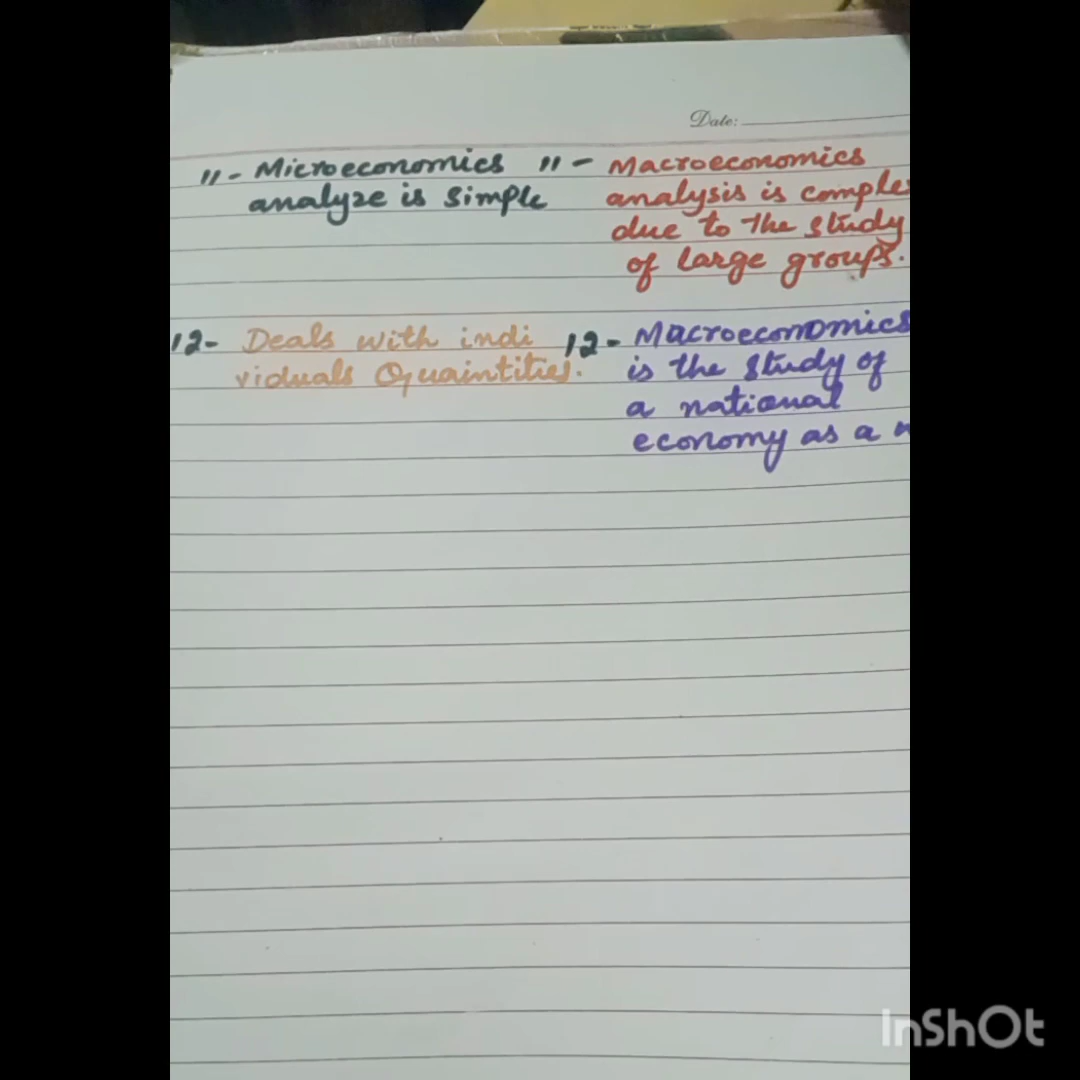 Date:
11- Microeconomics
analyze is simple
11- Macroeconomics
analysis is comple
due to the study
of large groups.
12- Deals with indi
viduals Quaintities.
12- Macroeconomics
is the study of
a national
economy as a
InShOt